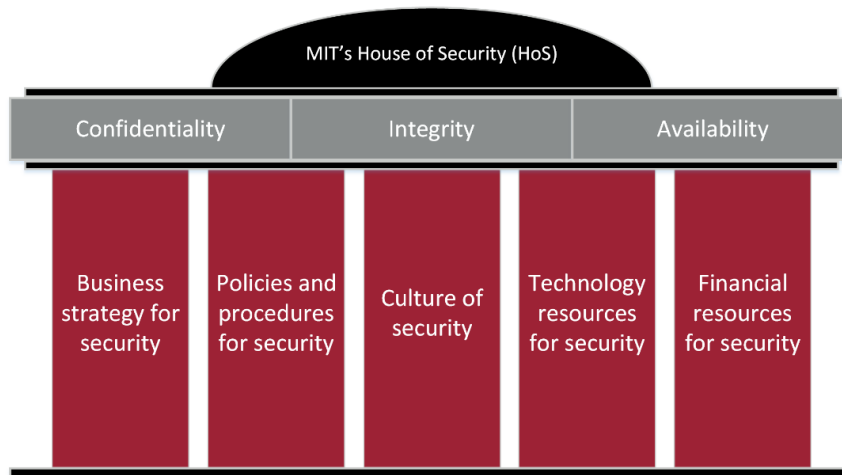 MIT's House of Security (HoS)
Confidentiality
Integrity
Availability
Business
strategy for
security
Policies and
procedures
for security
Culture of
security
Technology
resources
for security
Financial
resources
for security